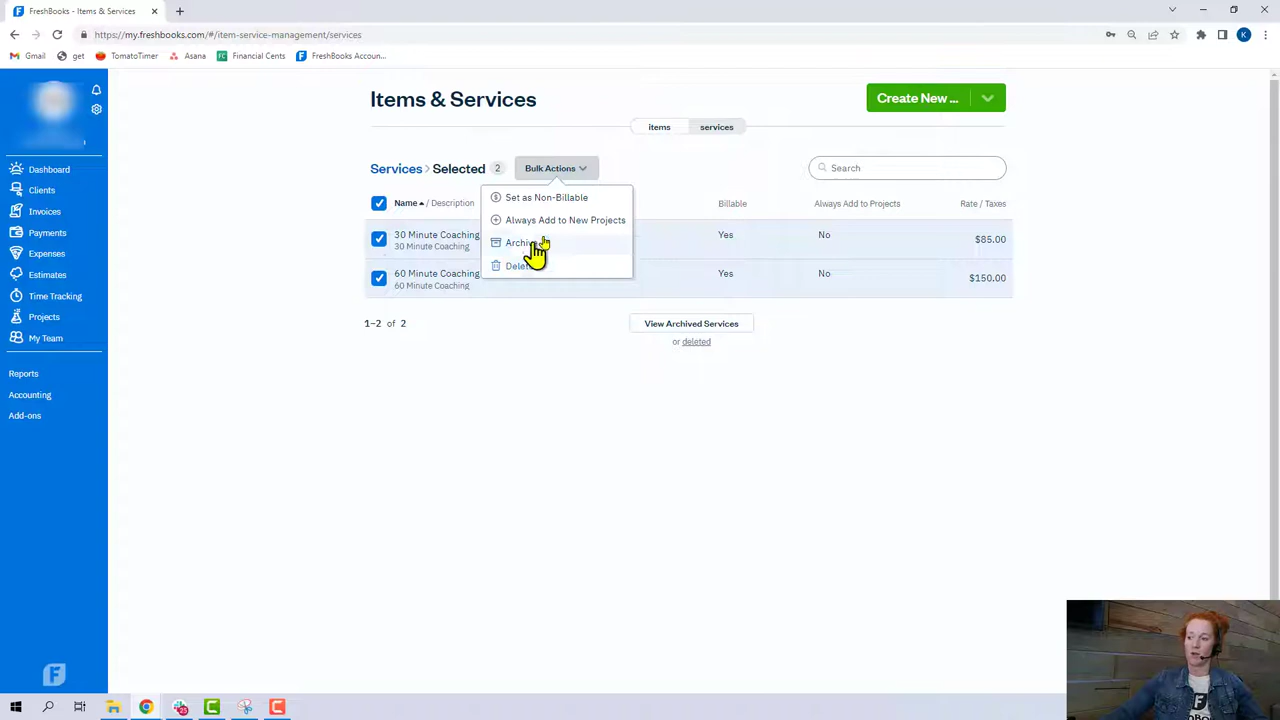 FreshBooks - Items & Services
https://my.freshbooks.com/#/item-service-management/services
K
Gmail
get
TomatoTimer
Asana
FC Financial Cents
FreshBooks Accoun...
Items & Services
Create New ...
items
services
Services > Selected 2
Bulk Actions
Search
Name / Description
Billable
Always Add to Projects
Rate / Taxes
Set as Non-Billable
Always Add to New Projects
30 Minute Coaching
30 Minute Coaching
Yes
No
$85.00
60 Minute Coaching
60 Minute Coaching
Yes
No
$150.00
1–2 of 2
View Archived Services
or deleted
Dashboard
Clients
Invoices
Payments
Expenses
Estimates
Time Tracking
Projects
My Team
Reports
Accounting
Add-ons